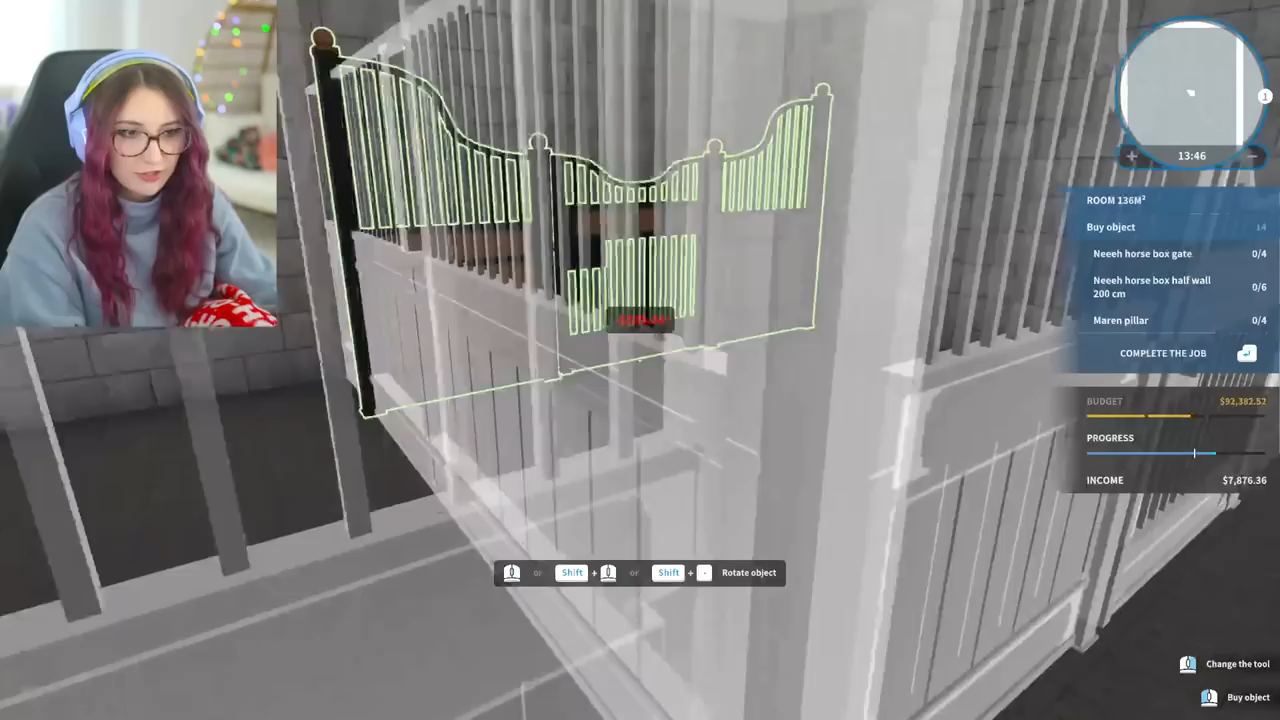 1
13:46
ROOM 136M²
Buy object
14
Neeeh horse box gate 0/4
Neeeh horse box half wall
200 cm 0/6
Maren pillar 0/4
COMPLETE THE JOB
BUDGET $92,382.52
PROGRESS
INCOME $7,876.36
or Shift + or Shift + Rotate object
Change the tool
Buy object